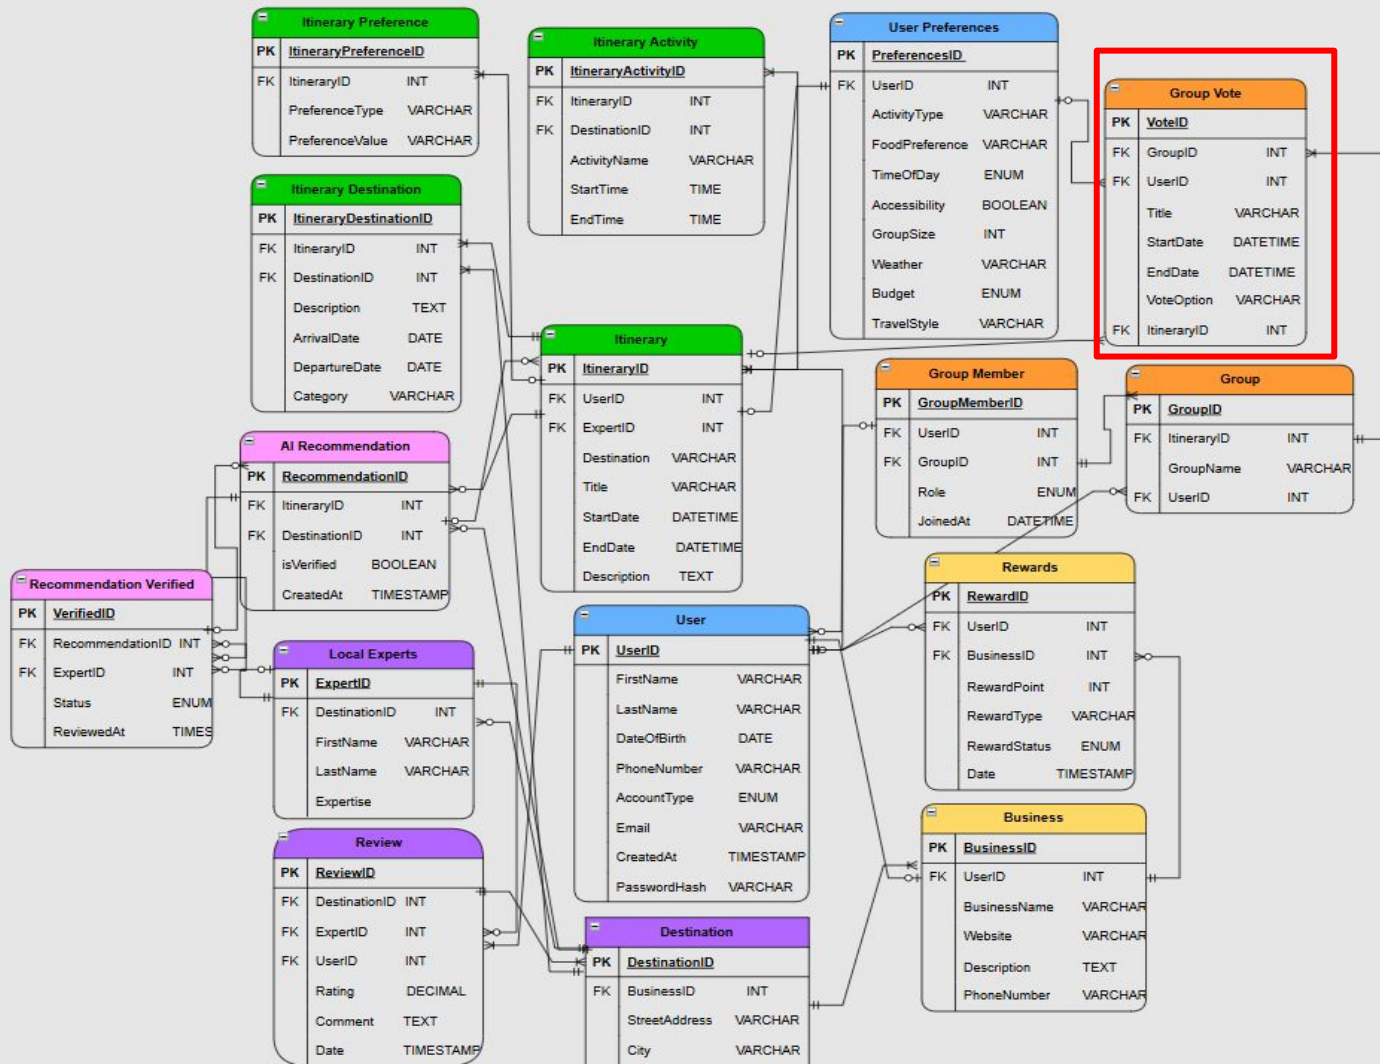 Itinerary Preference
PK ItineraryPreferenceID
FK ItineraryID INT
PreferenceType VARCHAR
PreferenceValue VARCHAR
Itinerary Activity
PK ItineraryActivityID
FK ItineraryID INT
FK DestinationID INT
ActivityName VARCHAR
StartTime TIME
EndTime TIME
User Preferences
PK PreferencesID
FK UserID INT
ActivityType VARCHAR
FoodPreference VARCHAR
TimeOfDay ENUM
Accessibility BOOLEAN
GroupSize INT
Weather VARCHAR
Budget ENUM
TravelStyle VARCHAR
Group Vote
PK VoteID
FK GroupID INT
FK UserID INT
Title VARCHAR
StartDate DATETIME
EndDate DATETIME
VoteOption VARCHAR
FK ItineraryID INT
Itinerary Destination
PK ItineraryDestinationID
FK ItineraryID INT
FK DestinationID INT
Description TEXT
ArrivalDate DATE
DepartureDate DATE
Category VARCHAR
Itinerary
PK ItineraryID
FK UserID INT
FK ExpertID INT
Destination VARCHAR
Title VARCHAR
StartDate DATETIME
EndDate DATETIME
Description TEXT
Group Member
PK GroupMemberID
FK UserID INT
FK GroupID INT
Role ENUM
JoinedAt DATETIME
Group
PK GroupID
FK ItineraryID INT
GroupName VARCHAR
FK UserID INT
AI Recommendation
PK RecommendationID
FK ItineraryID INT
FK DestinationID INT
isVerified BOOLEAN
CreatedAt TIMESTAMP
Recommendation Verified
PK VerifiedID
FK RecommendationID INT
FK ExpertID INT
Status ENUM
ReviewedAt TIMES
Local Experts
PK ExpertID
FK DestinationID INT
FirstName VARCHAR
LastName VARCHAR
Expertise
User
PK UserID
FirstName VARCHAR
LastName VARCHAR
DateOfBirth DATE
PhoneNumber VARCHAR
AccountType ENUM
Email VARCHAR
CreatedAt TIMESTAMP
PasswordHash VARCHAR
Rewards
PK RewardID
FK UserID INT
FK BusinessID INT
RewardPoint INT
RewardType VARCHAR
RewardStatus ENUM
Date TIMESTAMP
Review
PK ReviewID
FK DestinationID INT
FK ExpertID INT
FK UserID INT
Rating DECIMAL
Comment TEXT
Date TIMESTAMP
Destination
PK DestinationID
FK BusinessID INT
StreetAddress VARCHAR
City VARCHAR
Business
PK BusinessID
FK UserID INT
BusinessName VARCHAR
Website VARCHAR
Description TEXT
PhoneNumber VARCHAR